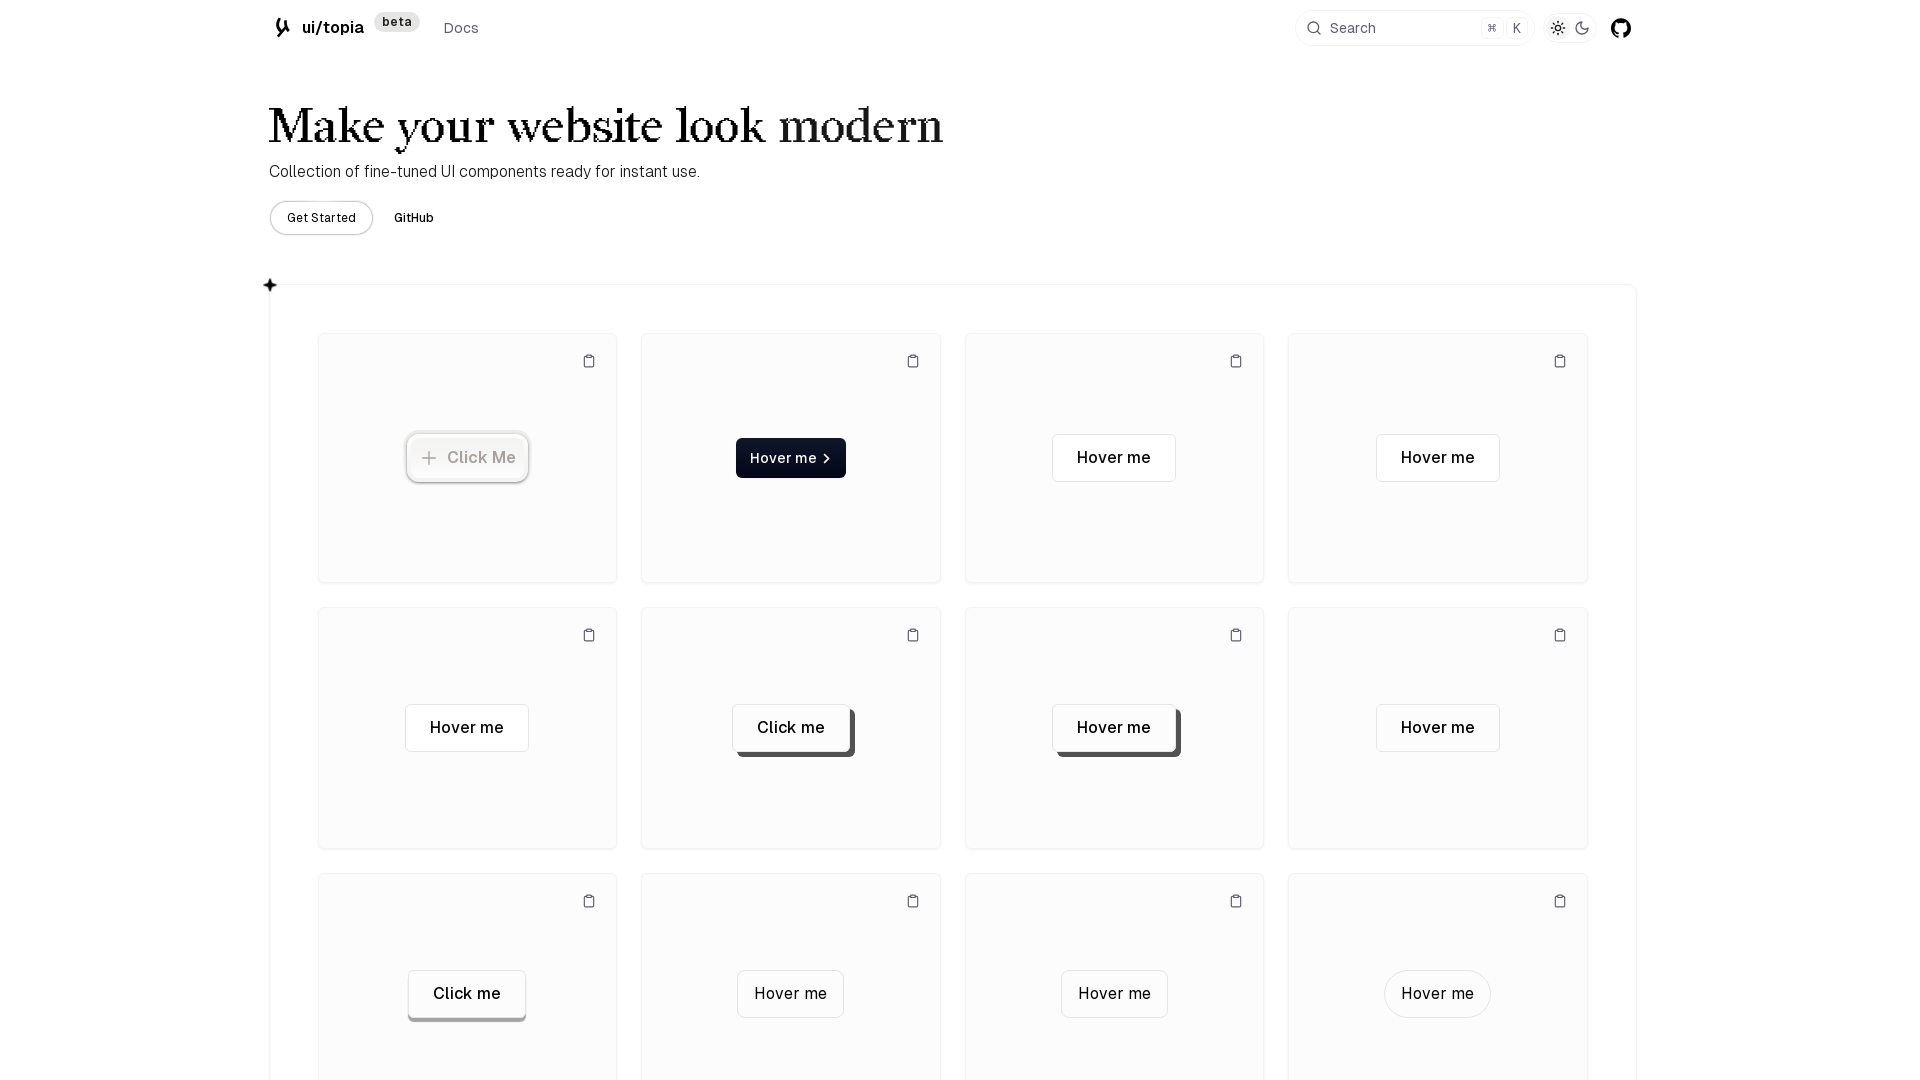 ui/topia beta Docs Search ⌘ K
Make your website look modern
Collection of fine-tuned UI components ready for instant use.
Get Started GitHub
Click Me Hover me Hover me Hover me
Hover me Click me Hover me Hover me
Click me Hover me Hover me Hover me